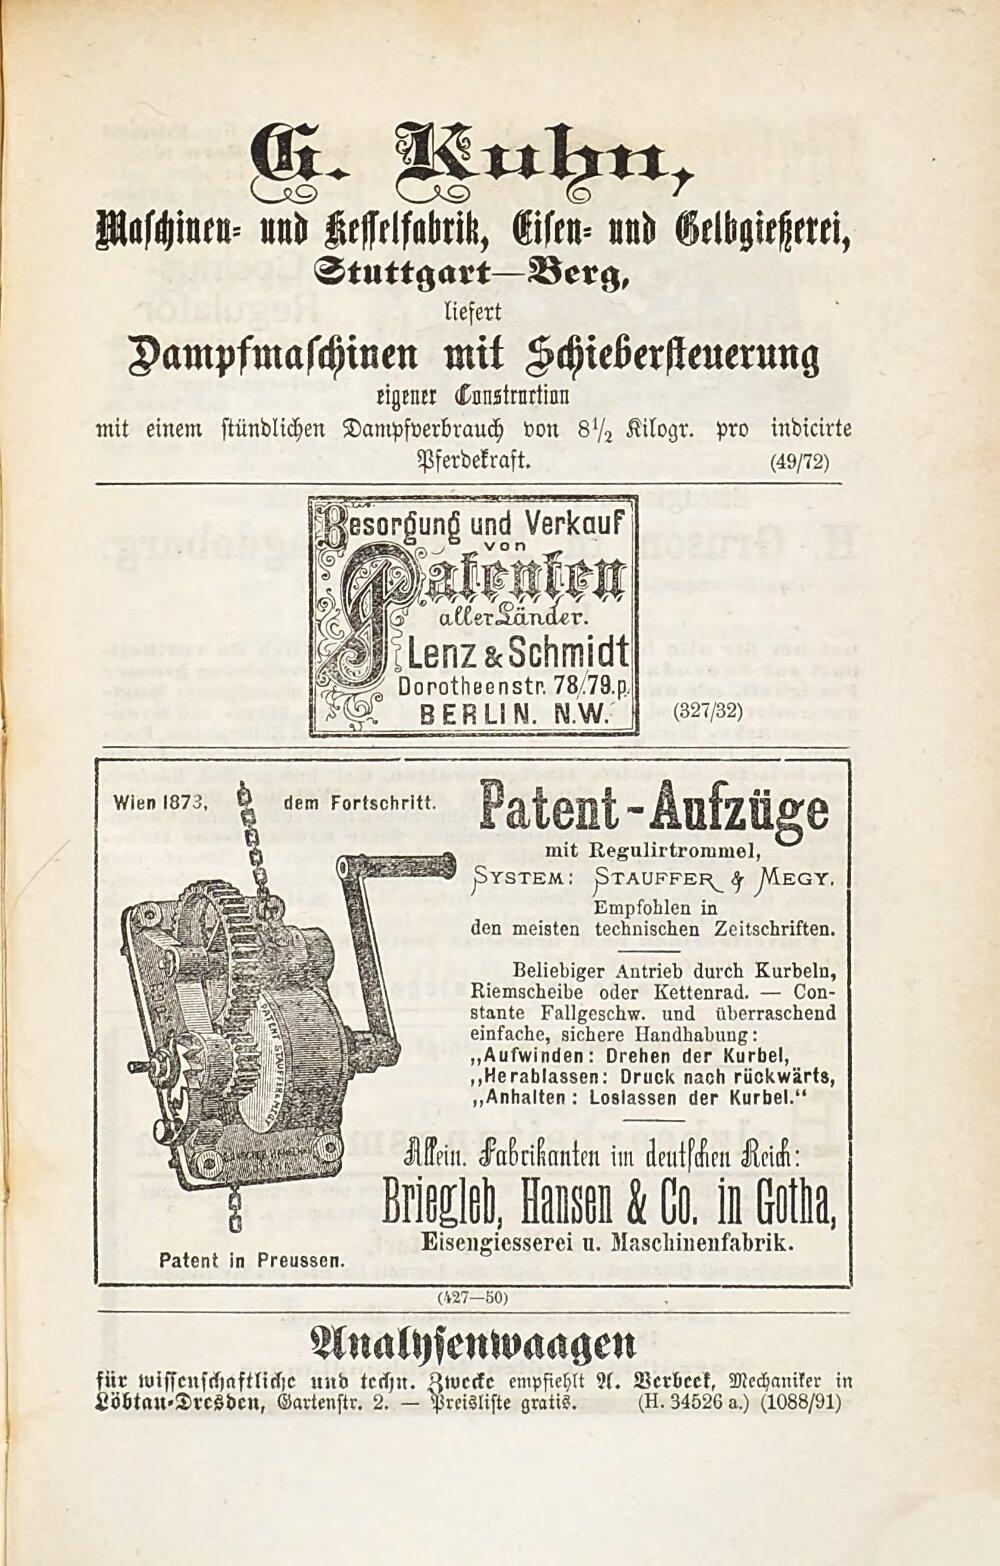 G. Kuhn,
Maschinen- und Kesselfabrik, Eisen- und Gelbgießerei,
Stuttgart—Berg,
liefert
Dampfmaschinen mit Schiebersteuerung
eigener Construction
mit einem stündlichen Dampfverbrauch von 8 1/2 Kilogr. pro indicirte
Pferdekraft. (49/72)
Besorgung und Verkauf
von
Patenten
aller Länder.
Lenz & Schmidt
Dorotheenstr. 78/79.p.
BERLIN. N.W.
(327/32)
Wien 1873, dem Fortschritt.
Patent-Aufzüge
mit Regulirtrommel,
SYSTEM: STAUFFER & MEGY.
Empfohlen in
den meisten technischen Zeitschriften.
Beliebiger Antrieb durch Kurbeln,
Riemscheibe oder Kettenrad. — Con-
stante Fallgeschw. und überraschend
einfache, sichere Handhabung:
„Aufwinden: Drehen der Kurbel,
„Herablassen: Druck nach rückwärts,
„Anhalten: Loslassen der Kurbel.“
PATENT STAUFFER & MEGY
Allein. Fabrikanten im deutschen Reich:
Briegleb, Hansen & Co. in Gotha,
Eisengiesserei u. Maschinenfabrik.
Patent in Preussen.
(427—50)
Analysenwaagen
für wissenschaftliche und techn. Zwecke empfiehlt A. Verbeek, Mechaniker in
Löbtau-Dresden, Gartenstr. 2. — Preisliste gratis. (H. 34526 a.) (1088/91)